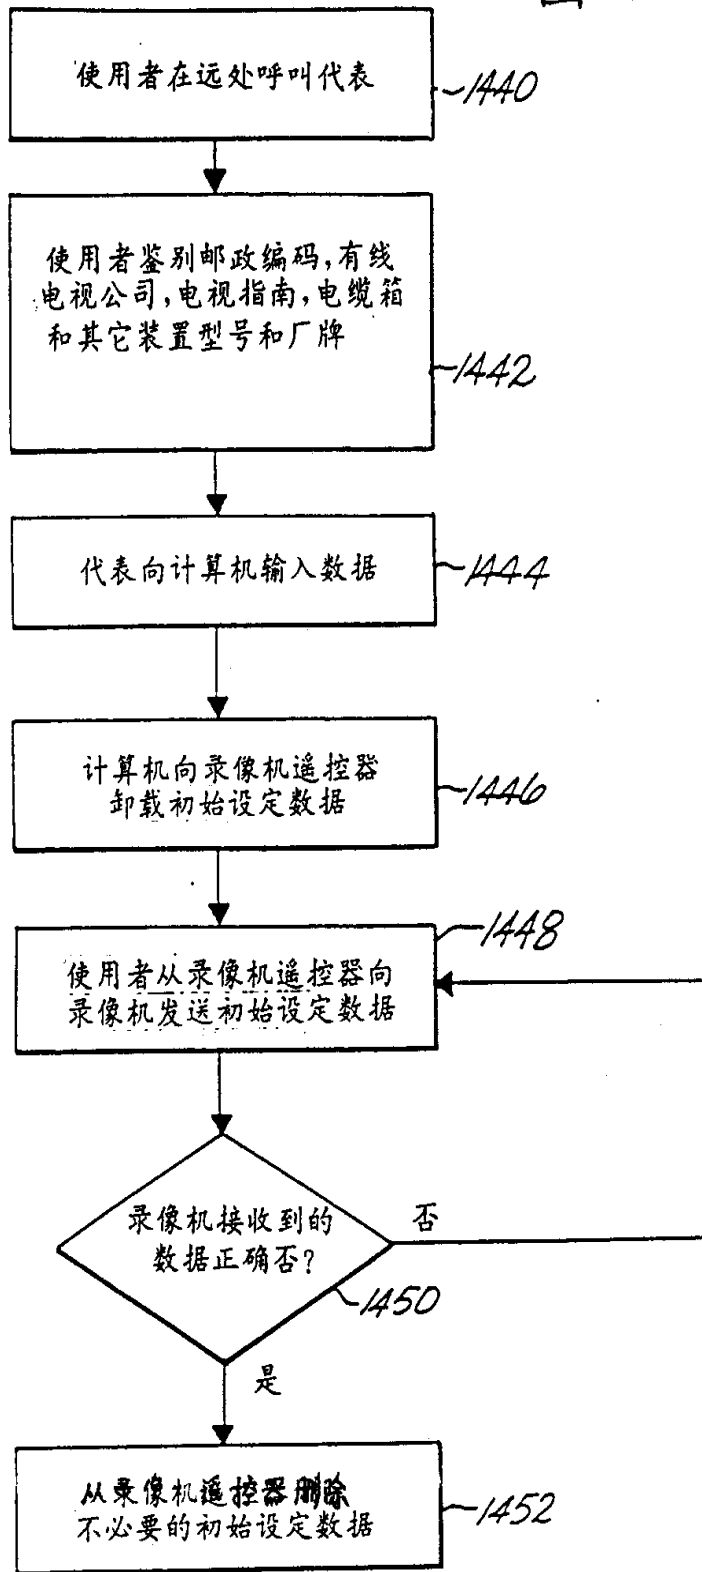 使用者在远处呼叫代表
1440
使用者鉴别邮政编码,有线
电视公司,电视指南,电缆箱
和其它装置型号和厂牌
1442
代表向计算机输入数据
1444
计算机向录像机遥控器
卸载初始设定数据
1446
1448
使用者从录像机遥控器向
录像机发送初始设定数据
录像机接收到的
数据正确否?
否
1450
是
从录像机遥控器删除
不必要的初始设定数据
1452